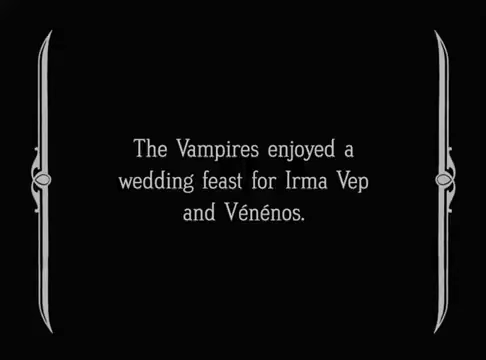 The Vampires enjoyed a
wedding feast for Irma Vep
and Vénénos.